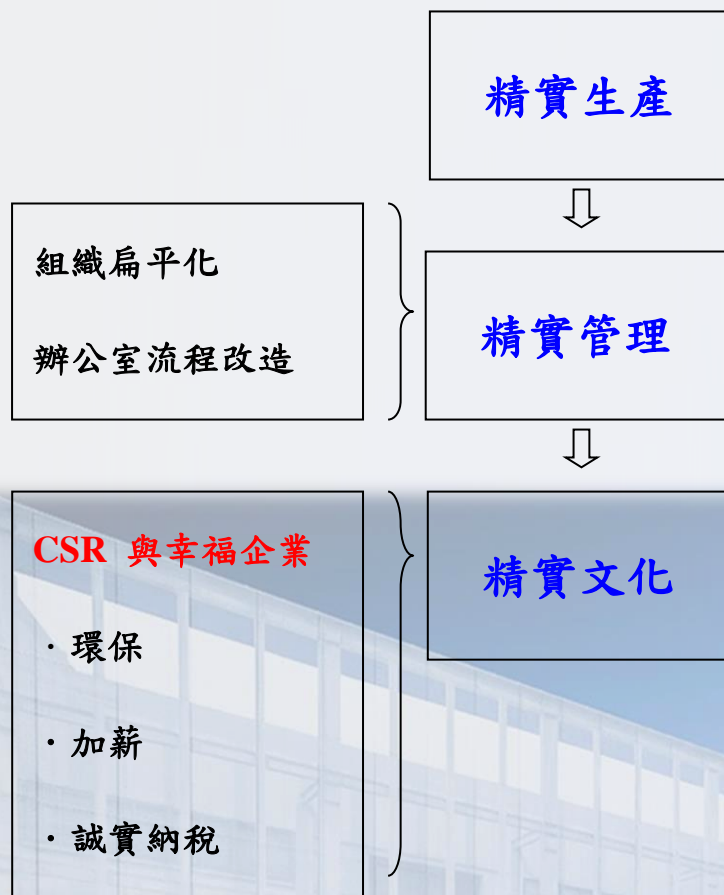 精實生產
組織扁平化
辦公室流程改造
精實管理
CSR 與幸福企業
·環保
·加薪
·誠實納稅
精實文化